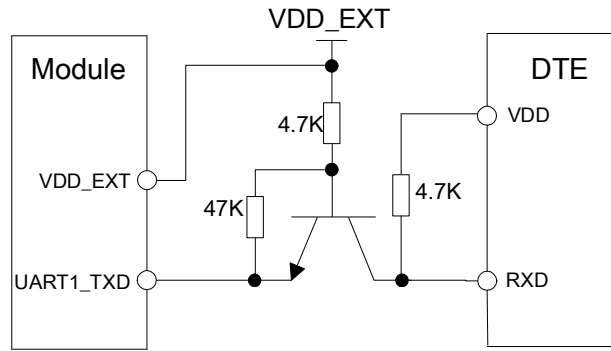 VDD_EXT
Module
DTE
VDD
4.7K
VDD_EXT
47K
4.7K
UART1_TXD
RXD